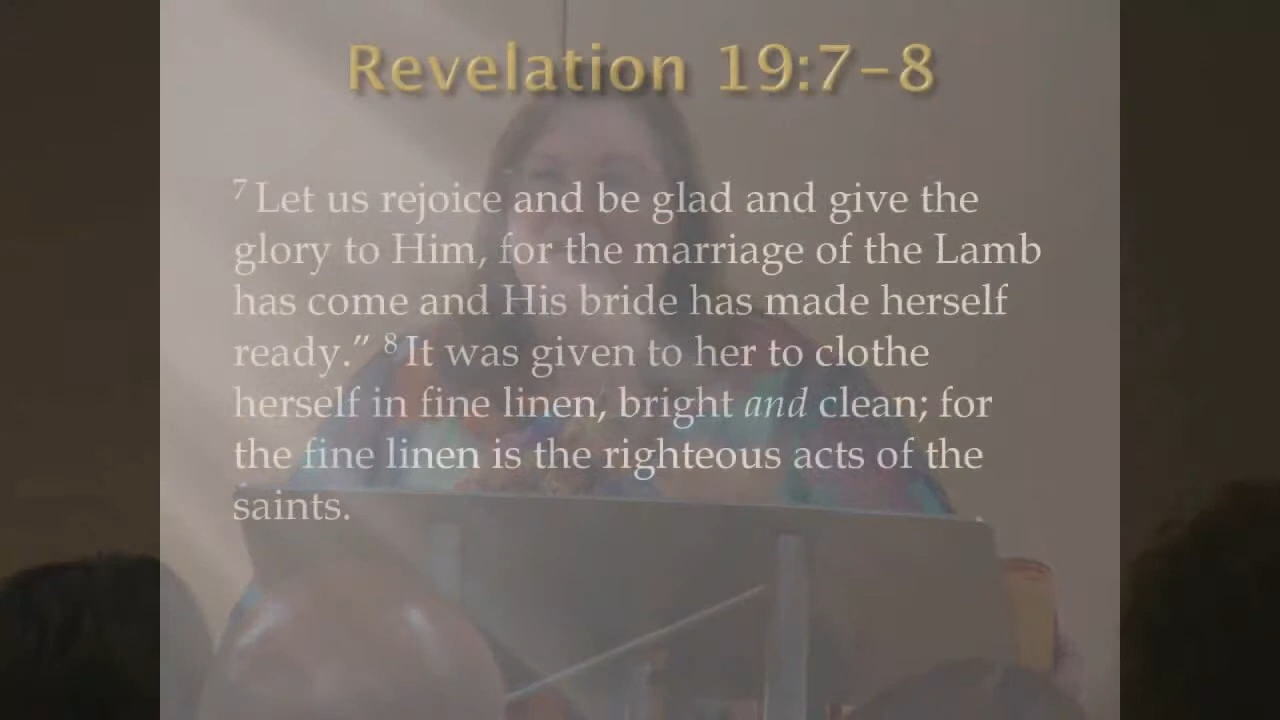 Revelation 19:7–8
7 Let us rejoice and be glad and give the
glory to Him, for the marriage of the Lamb
has come and His bride has made herself
ready.” 8 It was given to her to clothe
herself in fine linen, bright and clean; for
the fine linen is the righteous acts of the
saints.